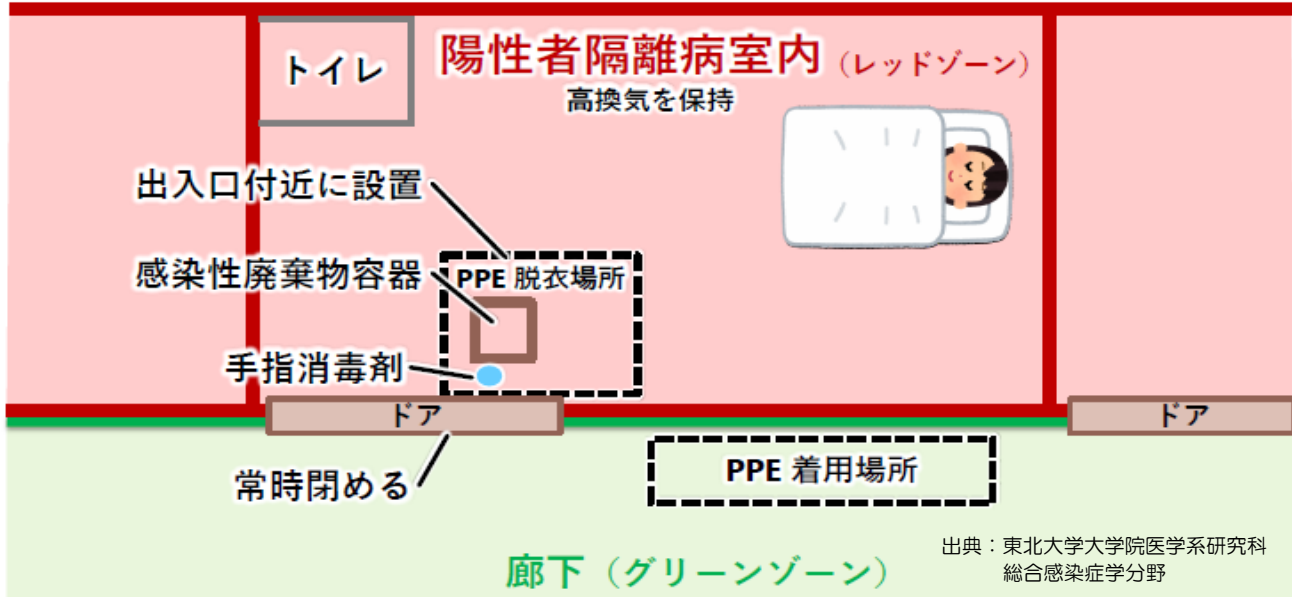 トイレ
陽性者隔離病室内（レッドゾーン）
高換気を保持
出入口付近に設置
感染性廃棄物容器
PPE 脱衣場所
手指消毒剤
ドア
ドア
常時閉める
PPE 着用場所
廊下（グリーンゾーン）
出典：東北大学大学院医学系研究科
総合感染症学分野